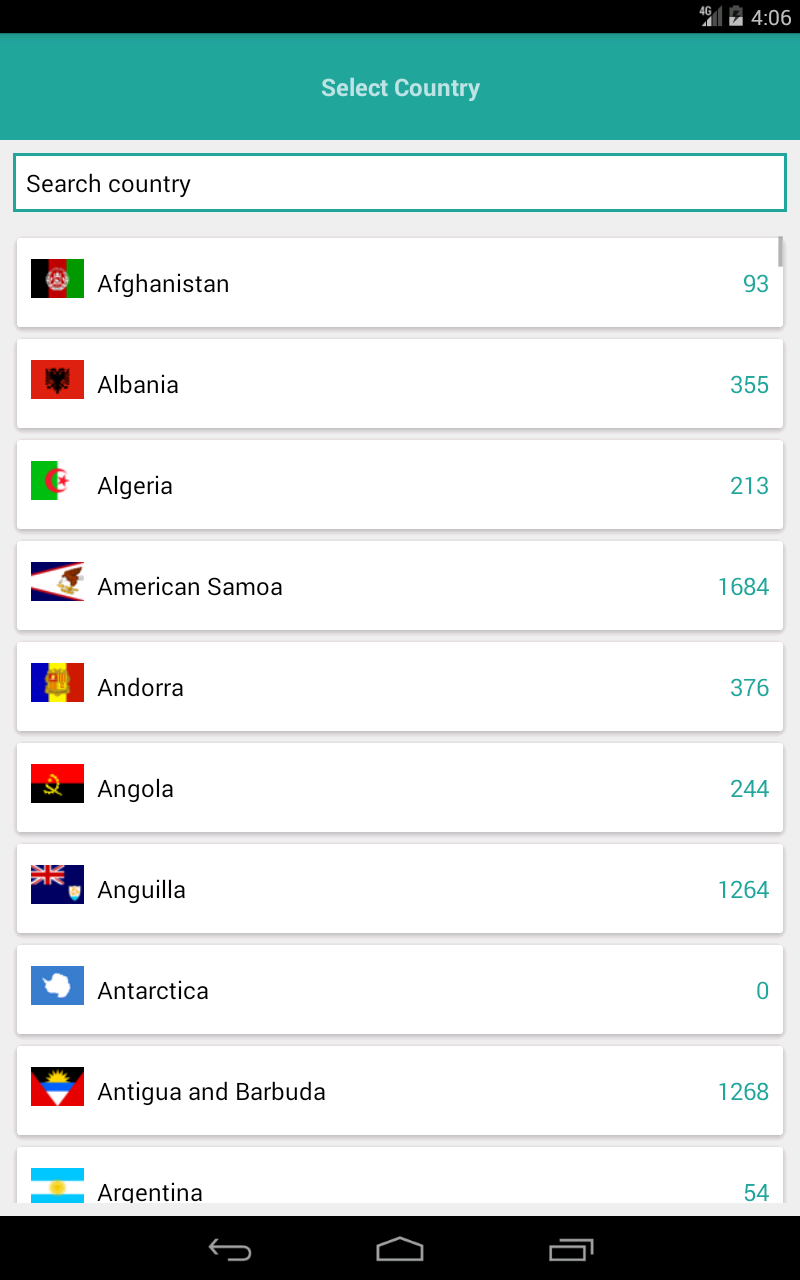 4G 4:06
Select Country
Search country
Afghanistan 93
Albania 355
Algeria 213
American Samoa 1684
Andorra 376
Angola 244
Anguilla 1264
Antarctica 0
Antigua and Barbuda 1268
Argentina 54